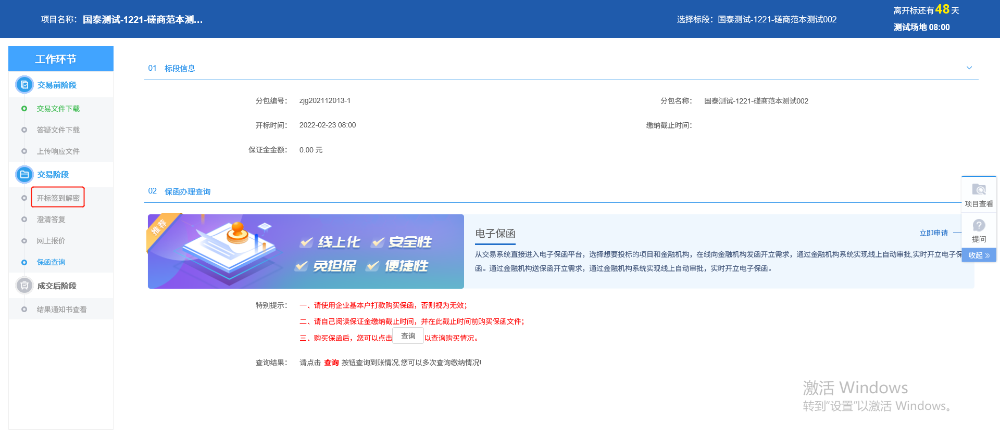 项目名称： 国泰测试-1221-磋商范本测...
选择标段： 国泰测试-1221-磋商范本测试002
离开标还有48天
测试场地 08:00
工作环节
交易前阶段
交易文件下载
答疑文件下载
上传响应文件
交易阶段
开标签到解密
澄清答复
网上报价
保函查询
成交后阶段
结果通知书查看
01 标段信息
分包编号： zjg202112013-1
分包名称： 国泰测试-1221-磋商范本测试002
开标时间： 2022-02-23 08:00
缴纳截止时间：
保证金金额： 0.00 元
02 保函办理查询
推荐
线上化 安全性
免担保 便捷性
电子保函
立即申请
从交易系统直接进入电子保函平台，选择想要投标的项目和金融机构，在线向金融机构发函开立需求，通过金融机构系统实现线上自动审批,实时开立电子保
函。通过金融机构送保函开立需求，通过金融机构系统实现线上自动审批，实时开立电子保函。
特别提示： 一、请使用企业基本户打款购买保函，否则视为无效；
二、请自己阅读保证金缴纳截止时间，并在此截止时间前购买保函文件；
三、购买保函后，您可以点击 查询 以查询购买情况。
查询结果： 请点击 查询 按钮查询到账情况,您可以多次查询缴纳情况!
项目查看
提问
收起
激活 Windows
转到“设置”以激活 Windows。